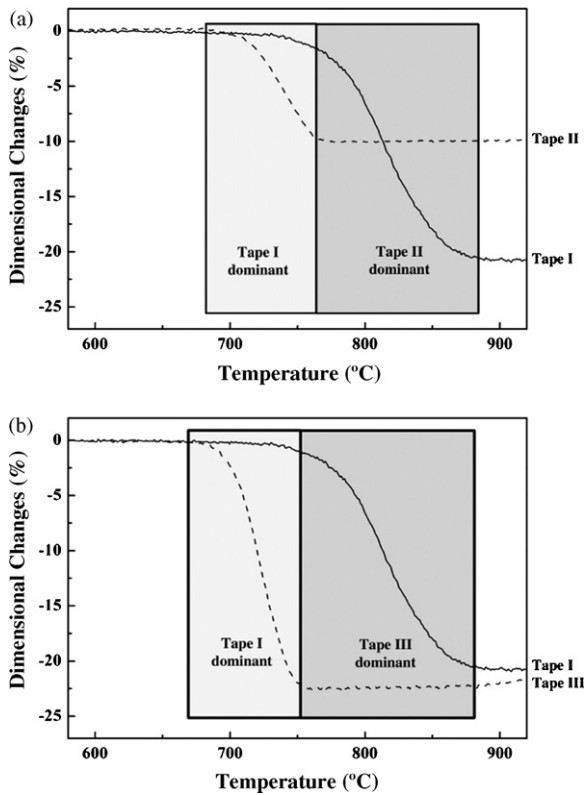 (a)
0
-5
-10
-15
-20
-25
Dimensional Changes (%)
Tape II
Tape I
Tape I
dominant
Tape II
dominant
600
700
800
900
Temperature (ºC)
(b)
0
-5
-10
-15
-20
-25
Dimensional Changes (%)
Tape I
dominant
Tape III
dominant
Tape I
Tape III
600
700
800
900
Temperature (ºC)